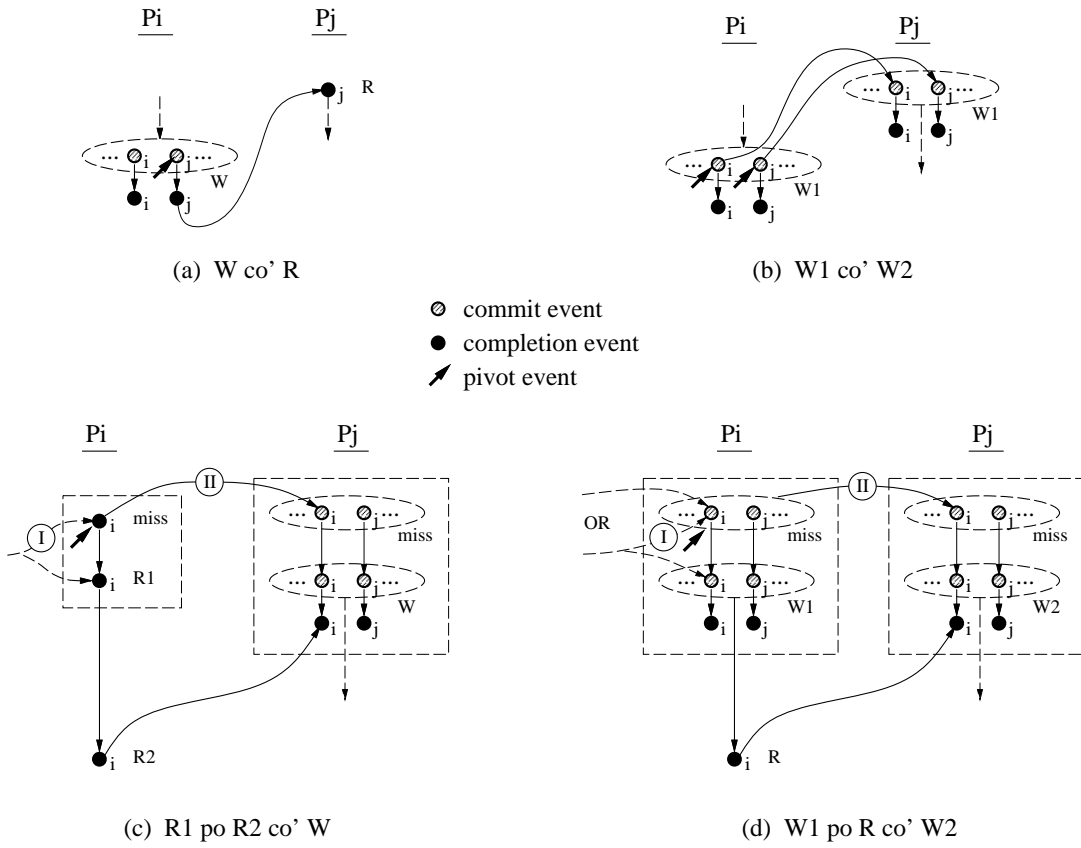 Pi Pj
R
j
... i j ...
W
i j
(a) W co' R
Pi Pj
... i j ...
W1
i j
... i j ...
W1
i j
(b) W1 co' W2
commit event
completion event
pivot event
Pi Pj
II
miss
i
I
i R1
... i j ...
miss
... i j ...
W
i j
i R2
(c) R1 po R2 co' W
Pi Pj
II
OR
I
... i j ...
miss
... i j ...
W1
i j
... i j ...
miss
... i j ...
W2
i j
i R
(d) W1 po R co' W2